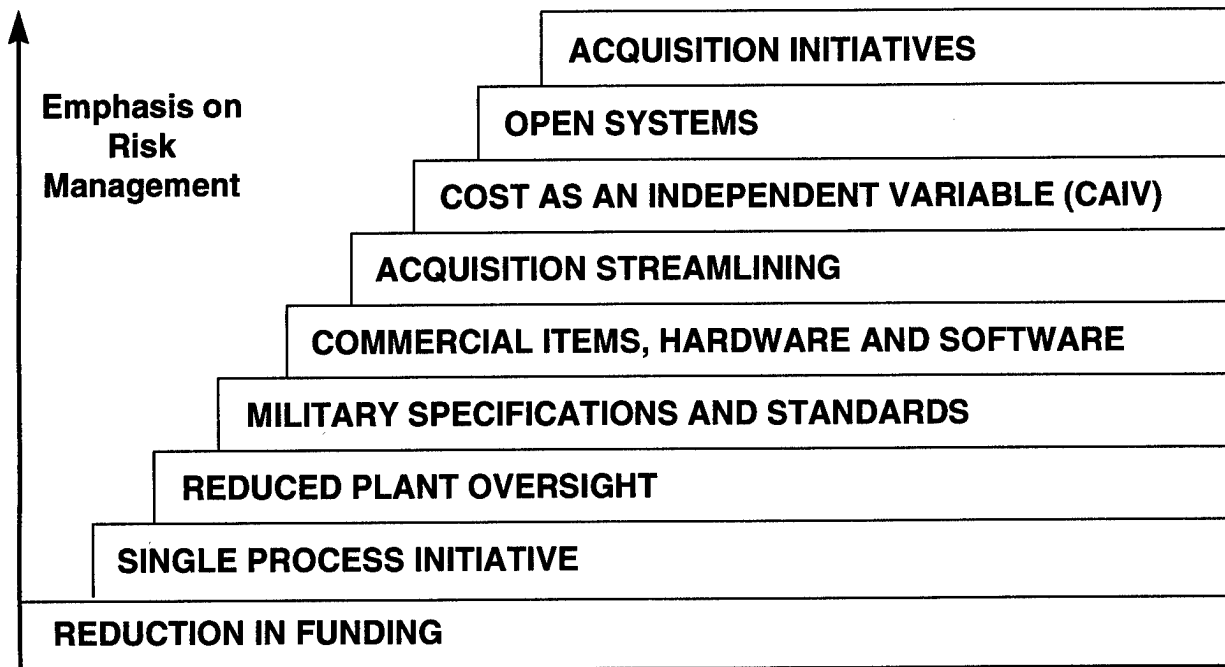 ACQUISITION INITIATIVES
Emphasis on
Risk
Management
OPEN SYSTEMS
COST AS AN INDEPENDENT VARIABLE (CAIV)
ACQUISITION STREAMLINING
COMMERCIAL ITEMS, HARDWARE AND SOFTWARE
MILITARY SPECIFICATIONS AND STANDARDS
REDUCED PLANT OVERSIGHT
SINGLE PROCESS INITIATIVE
REDUCTION IN FUNDING